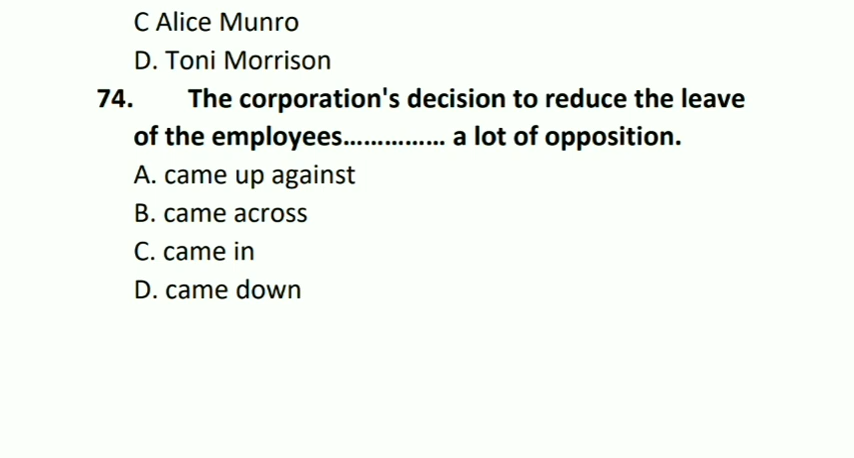 C Alice Munro
D. Toni Morrison
74. The corporation's decision to reduce the leave
of the employees............... a lot of opposition.
A. came up against
B. came across
C. came in
D. came down